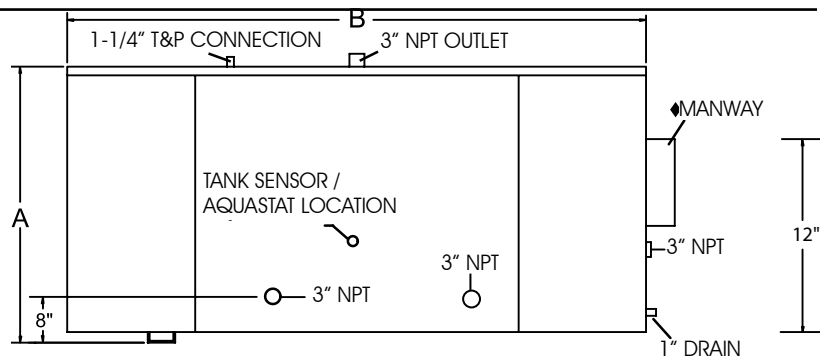 B
1-1/4" T&P CONNECTION
3" NPT OUTLET
♦MANWAY
TANK SENSOR /
AQUASTAT LOCATION
A
12"
3" NPT
3" NPT
3" NPT
8"
1" DRAIN